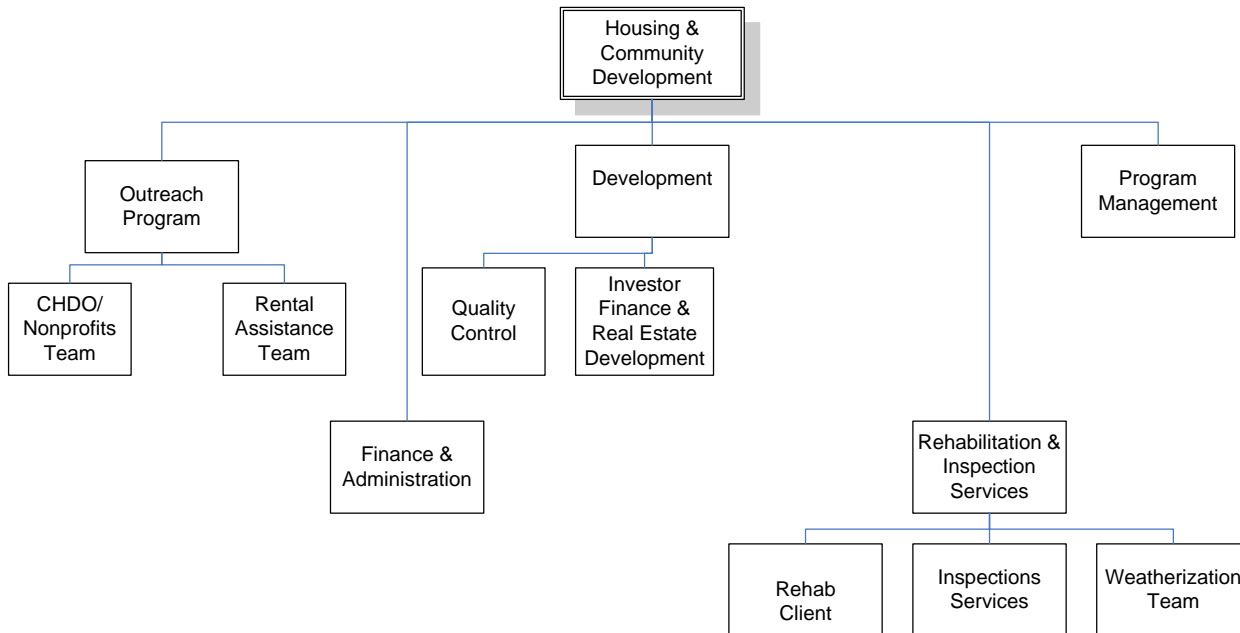 Housing &
Community
Development
Outreach
Program
Development
Program
Management
CHDO/
Nonprofits
Team
Rental
Assistance
Team
Quality
Control
Investor
Finance &
Real Estate
Development
Finance &
Administration
Rehabilitation &
Inspection
Services
Rehab
Client
Inspections
Services
Weatherization
Team